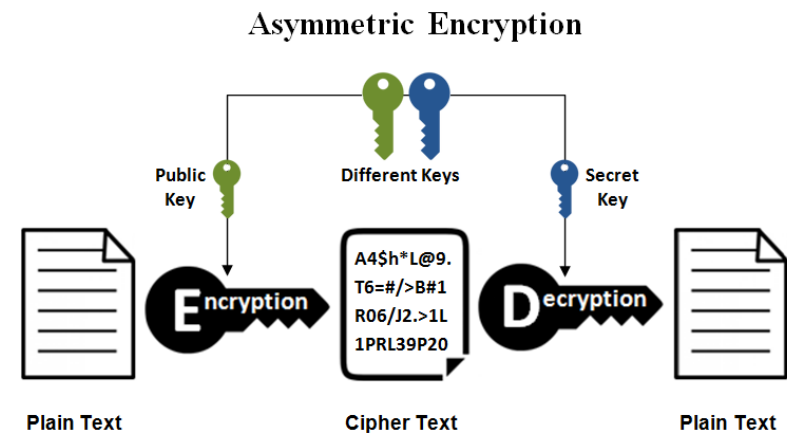 Asymmetric Encryption
Public
Key
Different Keys
Secret
Key
Encryption
A4$h*L@9.
T6=#/>B#1
R06/J2.>1L
1PRL39P20
Decryption
Plain Text
Cipher Text
Plain Text